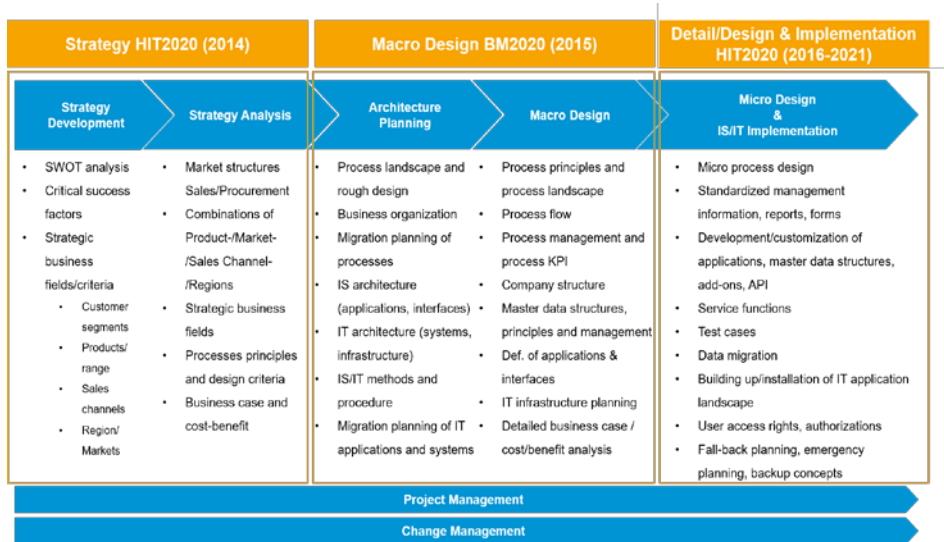 Strategy HIT2020 (2014)
Macro Design BM2020 (2015)
Detail/Design & Implementation
HIT2020 (2016-2021)
Strategy
Development
Strategy Analysis
Architecture
Planning
Macro Design
Micro Design
&
IS/IT Implementation
• SWOT analysis
• Critical success
factors
• Strategic
business
fields/criteria
• Customer
segments
• Products/
range
• Sales
channels
• Region/
Markets
• Market structures
Sales/Procurement
• Combinations of
Product-/Market-
/Sales Channel-
/Regions
• Strategic business
fields
• Processes principles
and design criteria
• Business case and
cost-benefit
• Process landscape and
rough design
• Business organization
• Migration planning of
processes
• IS architecture
(applications, interfaces)
• IT architecture (systems,
infrastructure)
• IS/IT methods and
procedure
• Migration planning of IT
applications and systems
• Process principles and
process landscape
• Process flow
• Process management and
process KPI
• Company structure
• Master data structures,
principles and management
• Def. of applications &
interfaces
• IT infrastructure planning
• Detailed business case /
cost/benefit analysis
• Micro process design
• Standardized management
information, reports, forms
• Development/customization of
applications, master data structures,
add-ons, API
• Service functions
• Test cases
• Data migration
• Building up/installation of IT application
landscape
• User access rights, authorizations
• Fall-back planning, emergency
planning, backup concepts
Project Management
Change Management